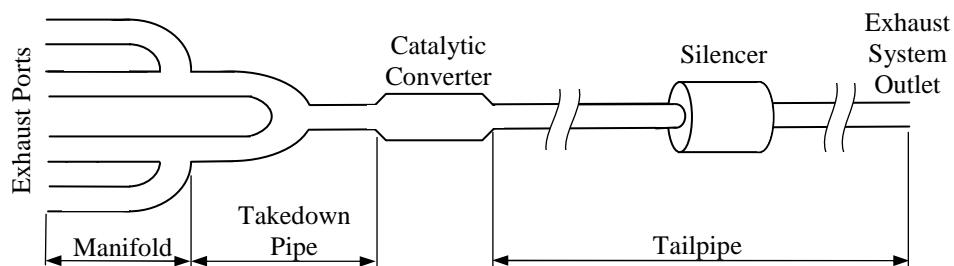 Exhaust Ports
Catalytic
Converter
Silencer
Exhaust
System
Outlet
Manifold
Takedown
Pipe
Tailpipe